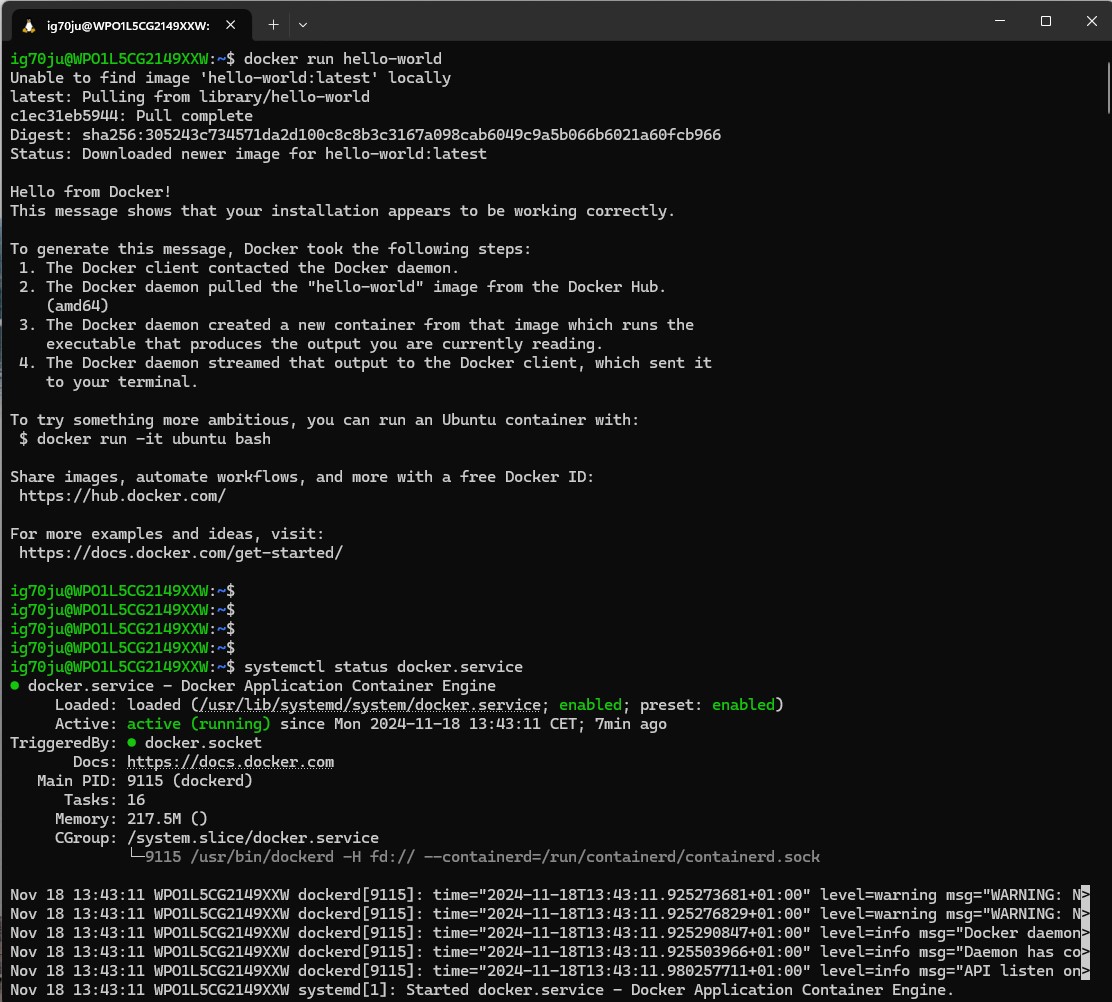 ig70ju@WPO1L5CG2149XXW:
ig70ju@WPO1L5CG2149XXW:~$ docker run hello-world
Unable to find image 'hello-world:latest' locally
latest: Pulling from library/hello-world
c1ec31eb5944: Pull complete
Digest: sha256:305243c734571da2d100c8c8b3c3167a098cab6049c9a5b066b6021a60fcb966
Status: Downloaded newer image for hello-world:latest

Hello from Docker!
This message shows that your installation appears to be working correctly.

To generate this message, Docker took the following steps:
 1. The Docker client contacted the Docker daemon.
 2. The Docker daemon pulled the "hello-world" image from the Docker Hub.
    (amd64)
 3. The Docker daemon created a new container from that image which runs the
    executable that produces the output you are currently reading.
 4. The Docker daemon streamed that output to the Docker client, which sent it
    to your terminal.

To try something more ambitious, you can run an Ubuntu container with:
 $ docker run -it ubuntu bash

Share images, automate workflows, and more with a free Docker ID:
 https://hub.docker.com/

For more examples and ideas, visit:
 https://docs.docker.com/get-started/

ig70ju@WPO1L5CG2149XXW:~$
ig70ju@WPO1L5CG2149XXW:~$
ig70ju@WPO1L5CG2149XXW:~$
ig70ju@WPO1L5CG2149XXW:~$
ig70ju@WPO1L5CG2149XXW:~$ systemctl status docker.service
● docker.service - Docker Application Container Engine
     Loaded: loaded (/usr/lib/systemd/system/docker.service; enabled; preset: enabled)
     Active: active (running) since Mon 2024-11-18 13:43:11 CET; 7min ago
TriggeredBy: ● docker.socket
       Docs: https://docs.docker.com
   Main PID: 9115 (dockerd)
      Tasks: 16
     Memory: 217.5M ()
     CGroup: /system.slice/docker.service
             └─9115 /usr/bin/dockerd -H fd:// --containerd=/run/containerd/containerd.sock

Nov 18 13:43:11 WPO1L5CG2149XXW dockerd[9115]: time="2024-11-18T13:43:11.925273681+01:00" level=warning msg="WARNING: N>
Nov 18 13:43:11 WPO1L5CG2149XXW dockerd[9115]: time="2024-11-18T13:43:11.925276829+01:00" level=warning msg="WARNING: N>
Nov 18 13:43:11 WPO1L5CG2149XXW dockerd[9115]: time="2024-11-18T13:43:11.925290847+01:00" level=info msg="Docker daemon>
Nov 18 13:43:11 WPO1L5CG2149XXW dockerd[9115]: time="2024-11-18T13:43:11.925503966+01:00" level=info msg="Daemon has co>
Nov 18 13:43:11 WPO1L5CG2149XXW dockerd[9115]: time="2024-11-18T13:43:11.980257711+01:00" level=info msg="API listen on>
Nov 18 13:43:11 WPO1L5CG2149XXW systemd[1]: Started docker.service - Docker Application Container Engine.